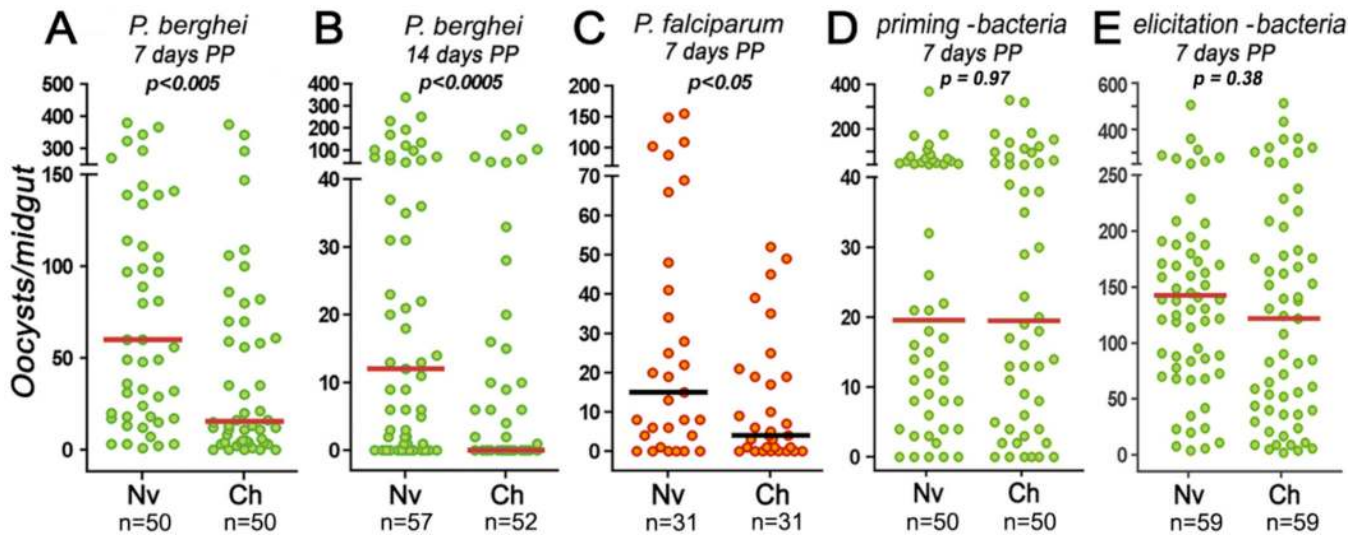 A
P. berghei
7 days PP
p<0.005
500
400
300
200
150
100
50
0
Oocysts/midgut
Nv
Ch
n=50
n=50
B
P. berghei
14 days PP
p<0.0005
400
300
200
100
40
30
20
10
0
Nv
Ch
n=57
n=52
C
P. falciparum
7 days PP
p<0.05
200
150
100
70
60
50
40
30
20
10
0
Nv
Ch
n=31
n=31
D
priming -bacteria
7 days PP
p = 0.97
400
200
40
20
0
Nv
Ch
n=50
n=50
E
elicitation -bacteria
7 days PP
p = 0.38
600
400
250
200
150
100
50
0
Nv
Ch
n=59
n=59